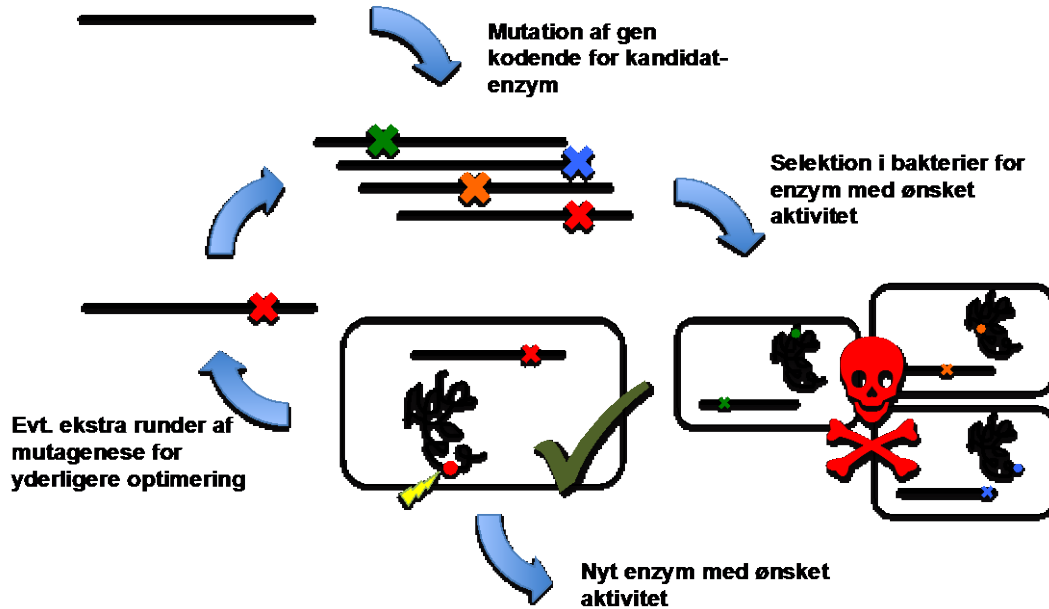 Mutation af gen
kodende for kandidat-
enzym
Selektion i bakterier for
enzym med ønsket
aktivitet
Evt. ekstra runder af
mutagenese for
yderligere optimering
Nyt enzym med ønsket
aktivitet